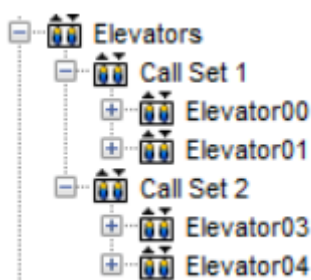 Elevators
Call Set 1
Elevator00
Elevator01
Call Set 2
Elevator03
Elevator04